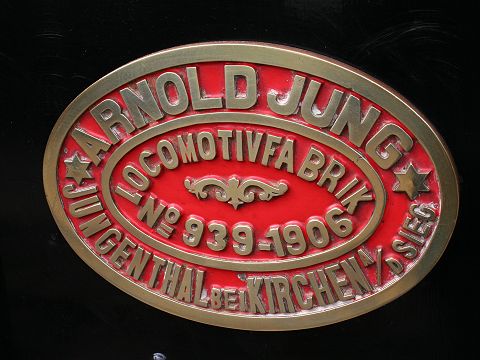 ARNOLD JUNG
LOCOMOTIVFABRIK
No 939-1906
JUNGENTHAL BEI KIRCHEN A/D SIEG.